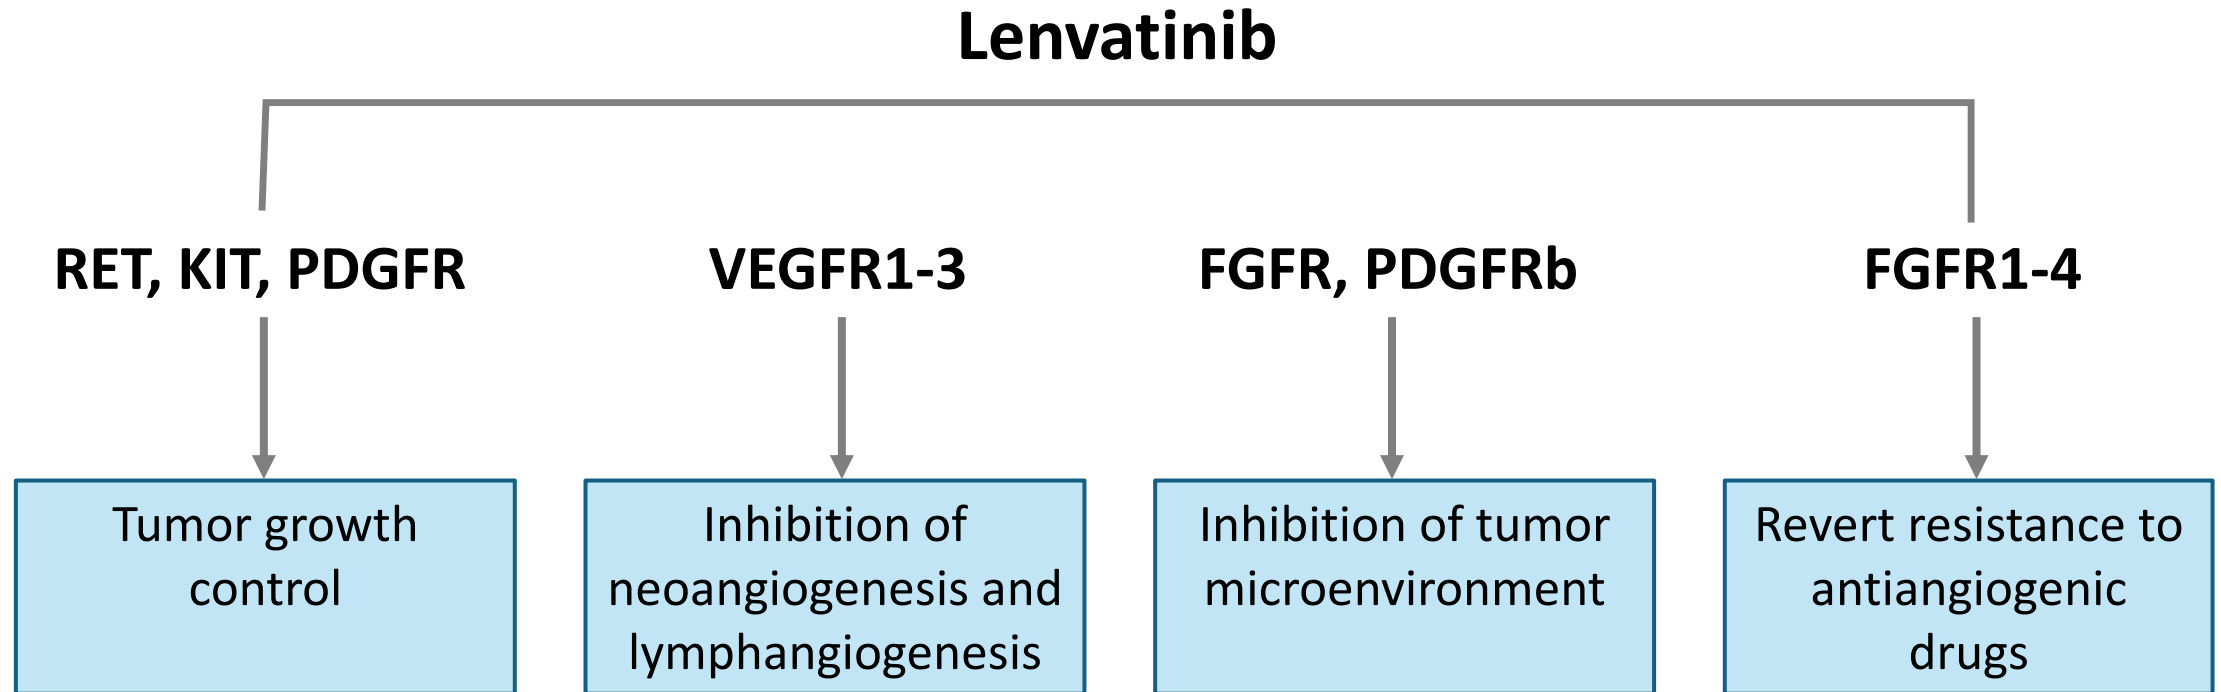 Lenvatinib
RET, KIT, PDGFR
VEGFR1-3
FGFR, PDGFRb
FGFR1-4
Tumor growth
control
Inhibition of
neoangiogenesis and
lymphangiogenesis
Inhibition of tumor
microenvironment
Revert resistance to
antiangiogenic
drugs